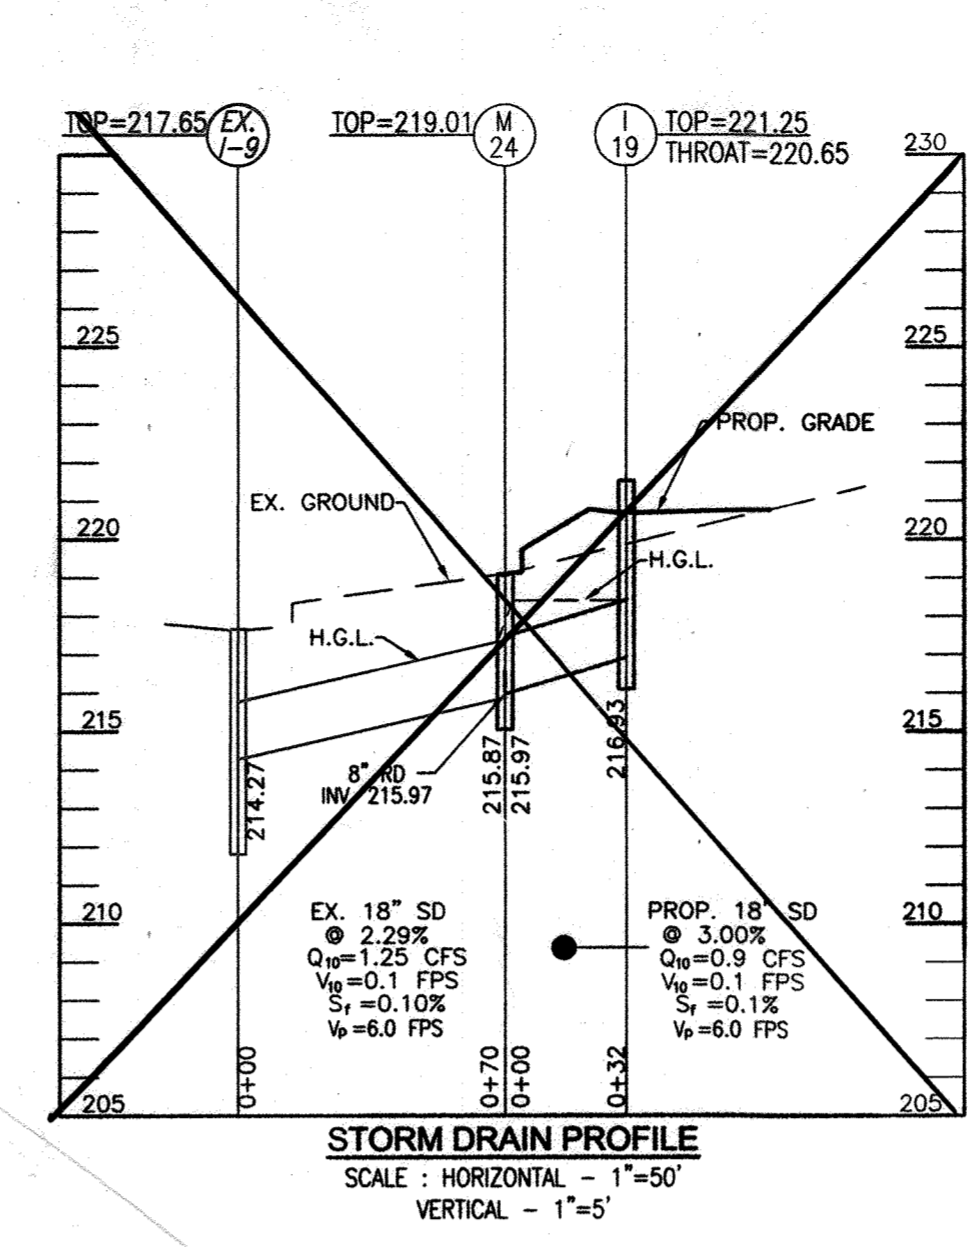 TOP=217.65
EX.
I-9
TOP=219.01
M
24
I
19
TOP=221.25
THROAT=220.65
230
225
225
PROP. GRADE
EX. GROUND
220
220
H.G.L.
H.G.L.
215
215
214.27
8" RD
INV 215.97
215.87
215.97
216.93
210
210
EX. 18" SD
@ 2.29%
Q10=1.25 CFS
V10=0.1 FPS
Sf=0.10%
Vp=6.0 FPS
PROP. 18" SD
@ 3.00%
Q10=0.9 CFS
V10=0.1 FPS
Sf=0.1%
Vp=6.0 FPS
0+00
0+70
0+00
0+32
205
205
STORM DRAIN PROFILE
SCALE : HORIZONTAL - 1"=50'
VERTICAL - 1"=5'